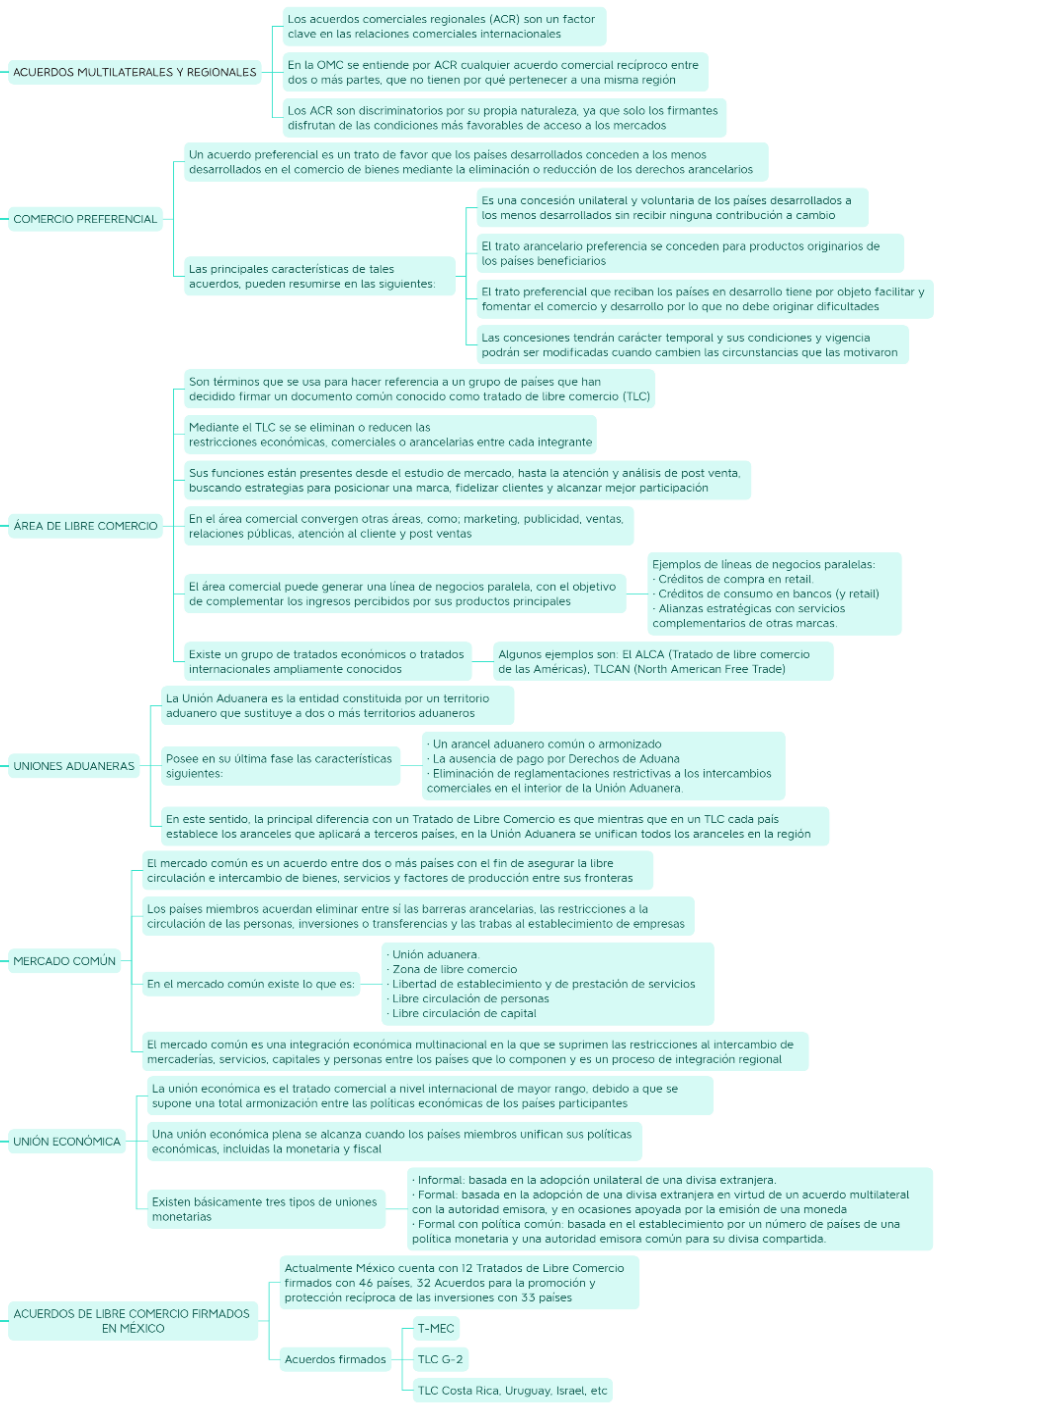 ACUERDOS MULTILATERALES Y REGIONALES
Los acuerdos comerciales regionales (ACR) son un factor
clave en las relaciones comerciales internacionales
En la OMC se entiende por ACR cualquier acuerdo comercial recíproco entre
dos o más partes, que no tienen por qué pertenecer a una misma región
Los ACR son discriminatorios por su propia naturaleza, ya que solo los firmantes
disfrutan de las condiciones más favorables de acceso a los mercados
COMERCIO PREFERENCIAL
Un acuerdo preferencial es un trato de favor que los países desarrollados conceden a los menos
desarrollados en el comercio de bienes mediante la eliminación o reducción de los derechos arancelarios
Las principales características de tales
acuerdos, pueden resumirse en las siguientes:
Es una concesión unilateral y voluntaria de los países desarrollados a
los menos desarrollados sin recibir ninguna contribución a cambio
El trato arancelario preferencia se conceden para productos originarios de
los países beneficiarios
El trato preferencial que reciban los países en desarrollo tiene por objeto facilitar y
fomentar el comercio y desarrollo por lo que no debe originar dificultades
Las concesiones tendrán carácter temporal y sus condiciones y vigencia
podrán ser modificadas cuando cambien las circunstancias que las motivaron
ÁREA DE LIBRE COMERCIO
Son términos que se usa para hacer referencia a un grupo de países que han
decidido firmar un documento común conocido como tratado de libre comercio (TLC)
Mediante el TLC se se eliminan o reducen las
restricciones económicas, comerciales o arancelarias entre cada integrante
Sus funciones están presentes desde el estudio de mercado, hasta la atención y análisis de post venta,
buscando estrategias para posicionar una marca, fidelizar clientes y alcanzar mejor participación
En el área comercial convergen otras áreas, como; marketing, publicidad, ventas,
relaciones públicas, atención al cliente y post ventas
El área comercial puede generar una línea de negocios paralela, con el objetivo
de complementar los ingresos percibidos por sus productos principales
Ejemplos de líneas de negocios paralelas:
· Créditos de compra en retail.
· Créditos de consumo en bancos (y retail)
· Alianzas estratégicas con servicios
complementarios de otras marcas.
Existe un grupo de tratados económicos o tratados
internacionales ampliamente conocidos
Algunos ejemplos son: El ALCA (Tratado de libre comercio
de las Américas), TLCAN (North American Free Trade)
UNIONES ADUANERAS
La Unión Aduanera es la entidad constituida por un territorio
aduanero que sustituye a dos o más territorios aduaneros
Posee en su última fase las características
siguientes:
· Un arancel aduanero común o armonizado
· La ausencia de pago por Derechos de Aduana
· Eliminación de reglamentaciones restrictivas a los intercambios
comerciales en el interior de la Unión Aduanera.
En este sentido, la principal diferencia con un Tratado de Libre Comercio es que mientras que en un TLC cada país
establece los aranceles que aplicará a terceros países, en la Unión Aduanera se unifican todos los aranceles en la región
MERCADO COMÚN
El mercado común es un acuerdo entre dos o más países con el fin de asegurar la libre
circulación e intercambio de bienes, servicios y factores de producción entre sus fronteras
Los países miembros acuerdan eliminar entre sí las barreras arancelarias, las restricciones a la
circulación de las personas, inversiones o transferencias y las trabas al establecimiento de empresas
En el mercado común existe lo que es:
· Unión aduanera.
· Zona de libre comercio
· Libertad de establecimiento y de prestación de servicios
· Libre circulación de personas
· Libre circulación de capital
El mercado común es una integración económica multinacional en la que se suprimen las restricciones al intercambio de
mercaderías, servicios, capitales y personas entre los países que lo componen y es un proceso de integración regional
UNIÓN ECONÓMICA
La unión económica es el tratado comercial a nivel internacional de mayor rango, debido a que se
supone una total armonización entre las políticas económicas de los países participantes
Una unión económica plena se alcanza cuando los países miembros unifican sus políticas
económicas, incluidas la monetaria y fiscal
Existen básicamente tres tipos de uniones
monetarias
· Informal: basada en la adopción unilateral de una divisa extranjera.
· Formal: basada en la adopción de una divisa extranjera en virtud de un acuerdo multilateral
con la autoridad emisora, y en ocasiones apoyada por la emisión de una moneda
· Formal con política común: basada en el establecimiento por un número de países de una
política monetaria y una autoridad emisora común para su divisa compartida.
ACUERDOS DE LIBRE COMERCIO FIRMADOS
EN MÉXICO
Actualmente México cuenta con 12 Tratados de Libre Comercio
firmados con 46 países, 32 Acuerdos para la promoción y
protección recíproca de las inversiones con 33 países
Acuerdos firmados
T-MEC
TLC G-2
TLC Costa Rica, Uruguay, Israel, etc